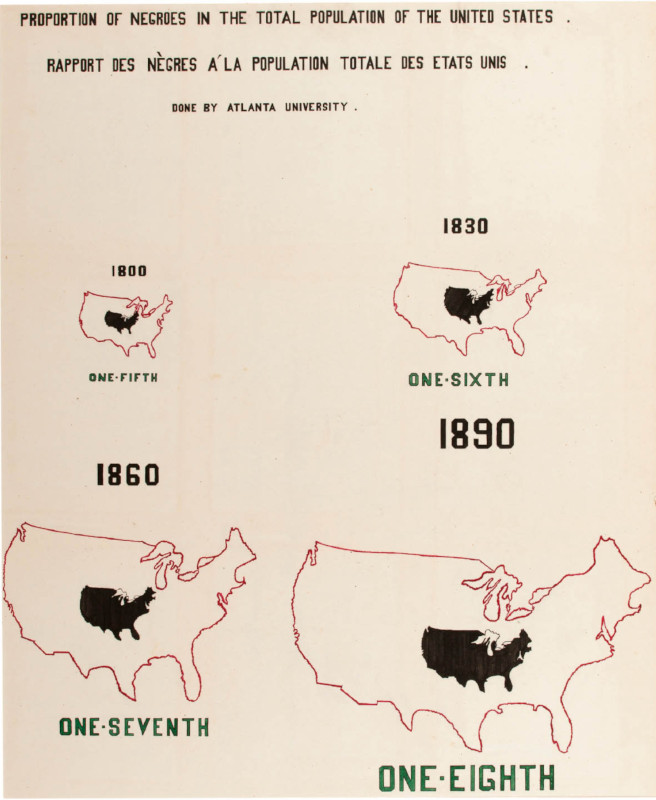 PROPORTION OF NEGROES IN THE TOTAL POPULATION OF THE UNITED STATES .
RAPPORT DES NÈGRES A´LA POPULATION TOTALE DES ETATS UNIS .
DONE BY ATLANTA UNIVERSITY .
1800
ONE-FIFTH
1830
ONE-SIXTH
1860
ONE-SEVENTH
1890
ONE-EIGHTH